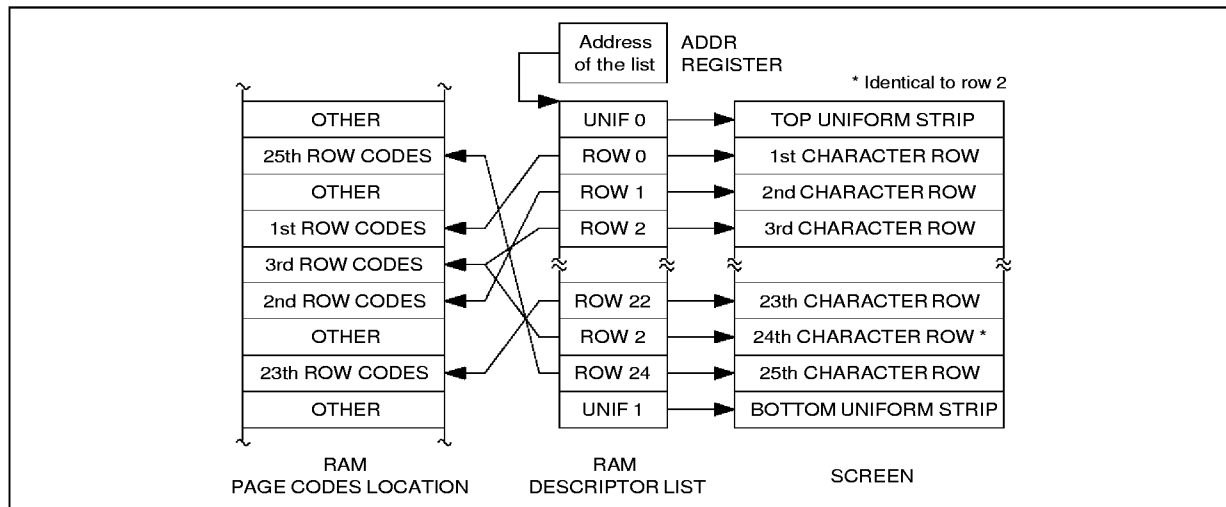 Address of the list
ADDR REGISTER
* Identical to row 2
OTHER
UNIF 0
TOP UNIFORM STRIP
25th ROW CODES
ROW 0
1st CHARACTER ROW
OTHER
ROW 1
2nd CHARACTER ROW
1st ROW CODES
ROW 2
3rd CHARACTER ROW
3rd ROW CODES
2nd ROW CODES
ROW 22
23th CHARACTER ROW
OTHER
ROW 2
24th CHARACTER ROW *
23th ROW CODES
ROW 24
25th CHARACTER ROW
OTHER
UNIF 1
BOTTOM UNIFORM STRIP
RAM
PAGE CODES LOCATION
RAM
DESCRIPTOR LIST
SCREEN